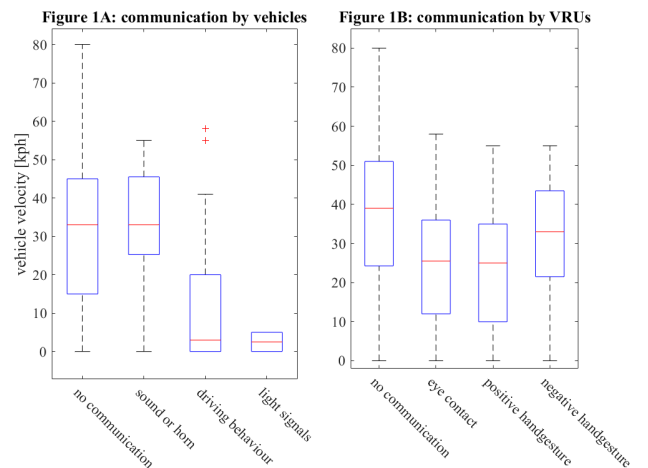 Figure 1A: communication by vehicles
Figure 1B: communication by VRUs
vehicle velocity [kph]
80
70
60
50
40
30
20
10
0
no communication
sound or horn
driving behaviour
light signals
80
70
60
50
40
30
20
10
0
no communication
eye contact
positive handgesture
negative handgesture